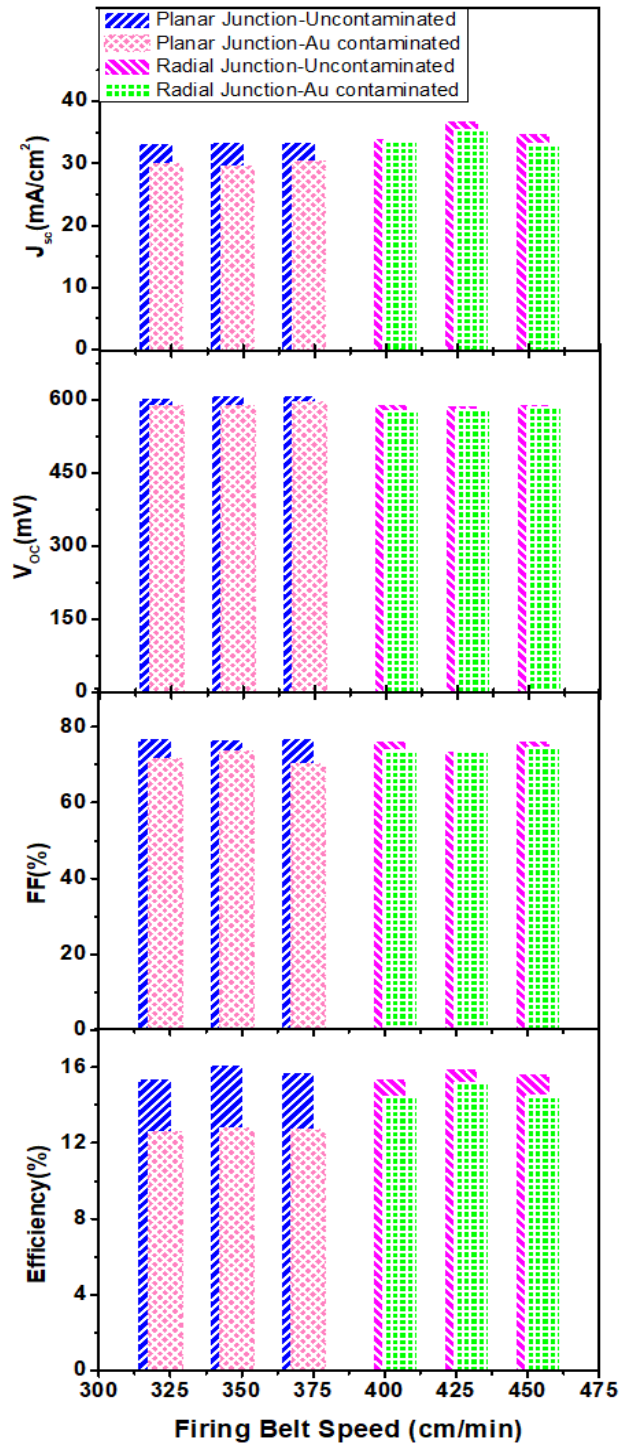 Planar Junction-Uncontaminated
Planar Junction-Au contaminated
Radial Junction-Uncontaminated
Radial Junction-Au contaminated
40
30
20
10
0
J_sc(mA/cm²)
600
450
300
150
0
V_OC(mV)
80
60
40
20
0
FF(%)
16
12
8
4
0
Efficiency(%)
300 325 350 375 400 425 450 475
Firing Belt Speed (cm/min)